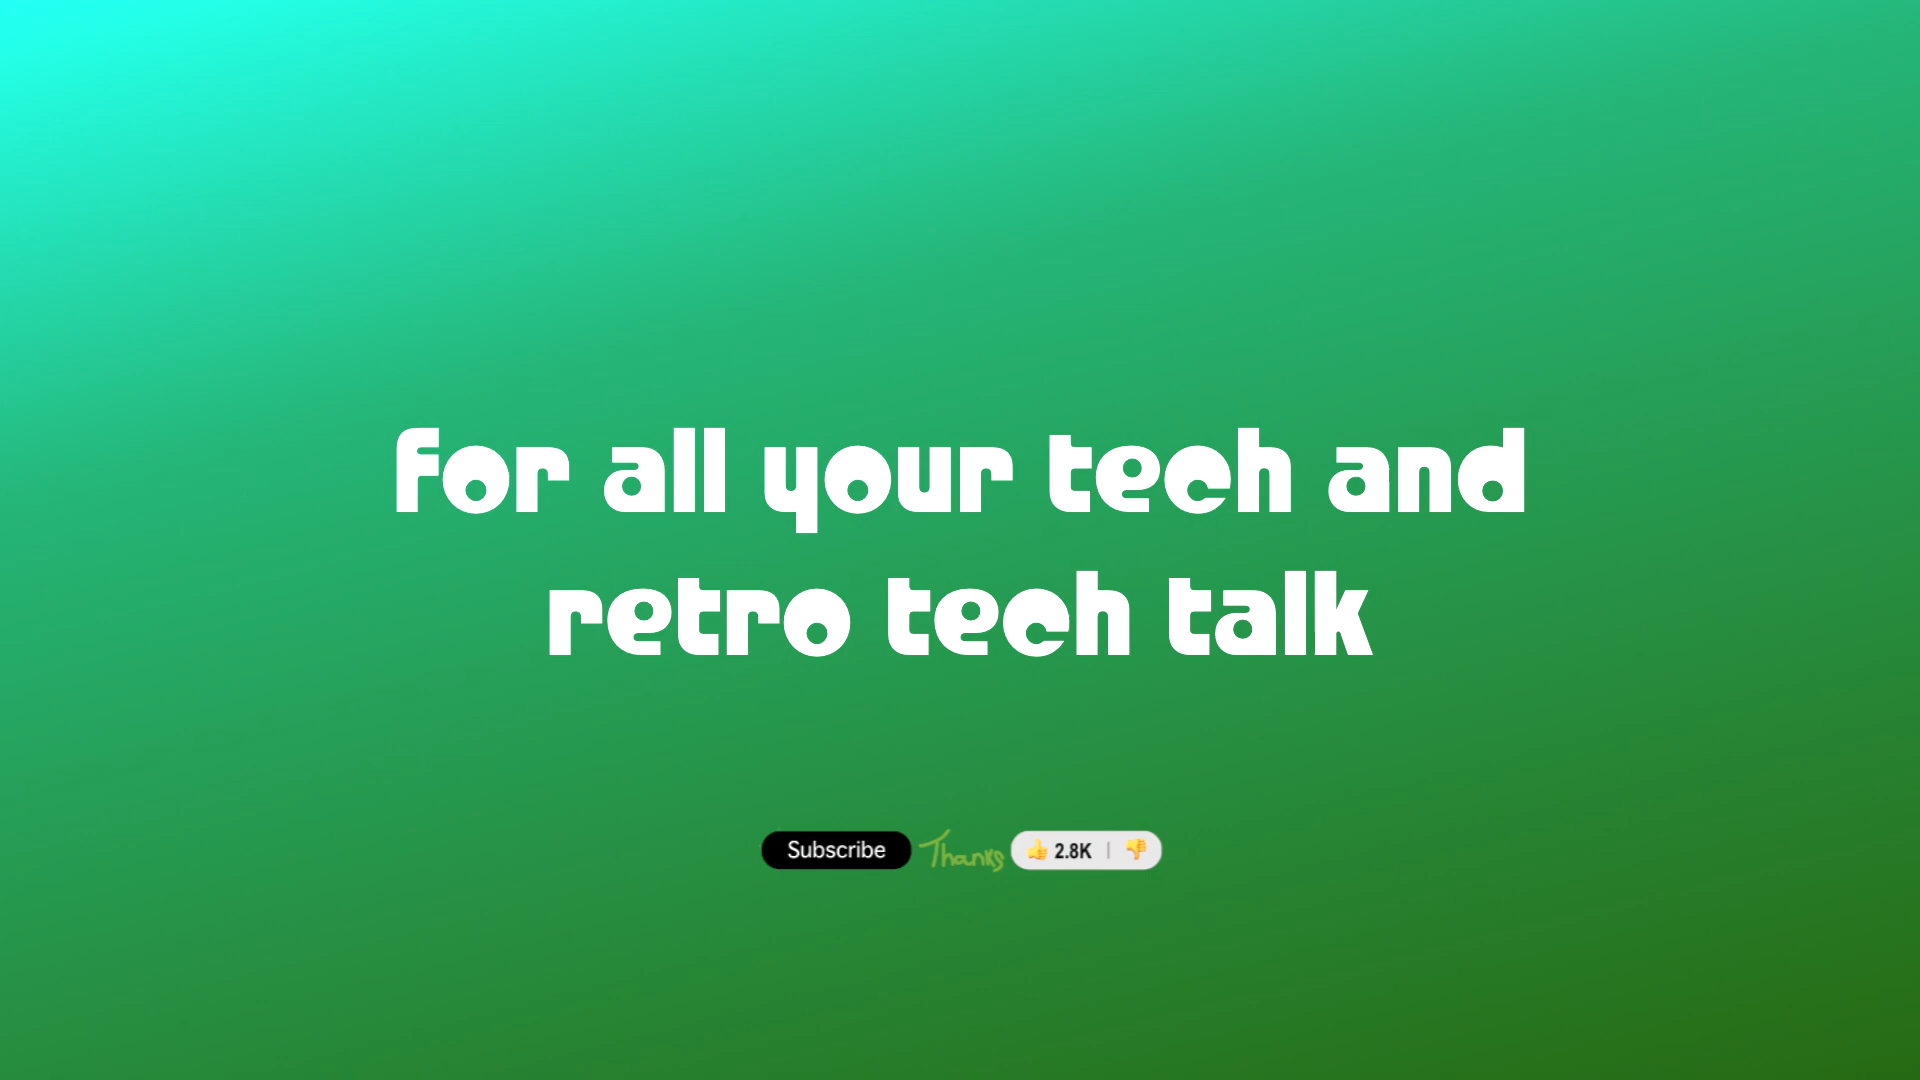 for all your tech and
retro tech talk
Subscribe Thanks 👍 2.8K | 👎